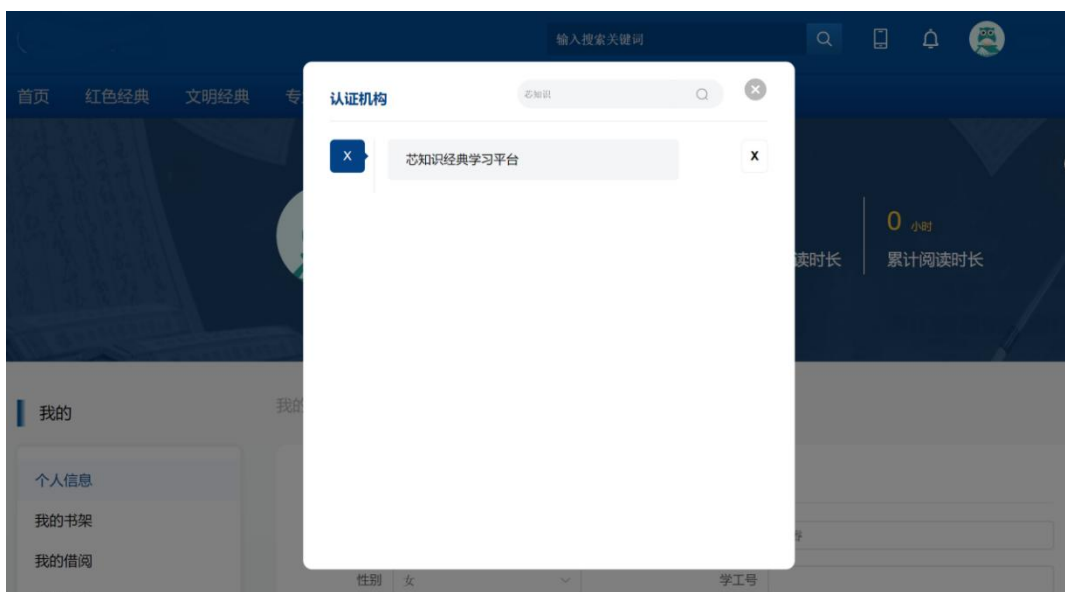 输入搜索关键词
首页 红色经典 文明经典 专
认证机构
芯知识
X
芯知识经典学习平台
X
0 小时
读时长
累计阅读时长
我的
我的
个人信息
我的书架
我的借阅
性别 女
学工号